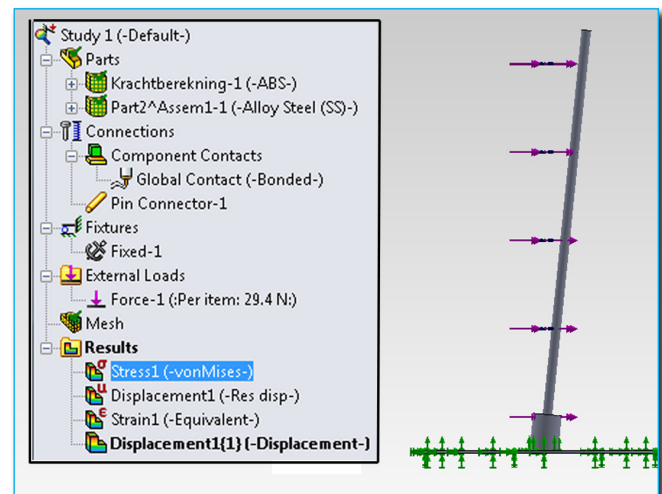 Study 1 (-Default-)
Parts
Krachtberekning-1 (-ABS-)
Part2^Assem1-1 (-Alloy Steel (SS)-)
Connections
Component Contacts
Global Contact (-Bonded-)
Pin Connector-1
Fixtures
Fixed-1
External Loads
Force-1 (:Per item: 29.4 N:)
Mesh
Results
Stress1 (-vonMises-)
Displacement1 (-Res disp-)
Strain1 (-Equivalent-)
Displacement1{1} (-Displacement-)